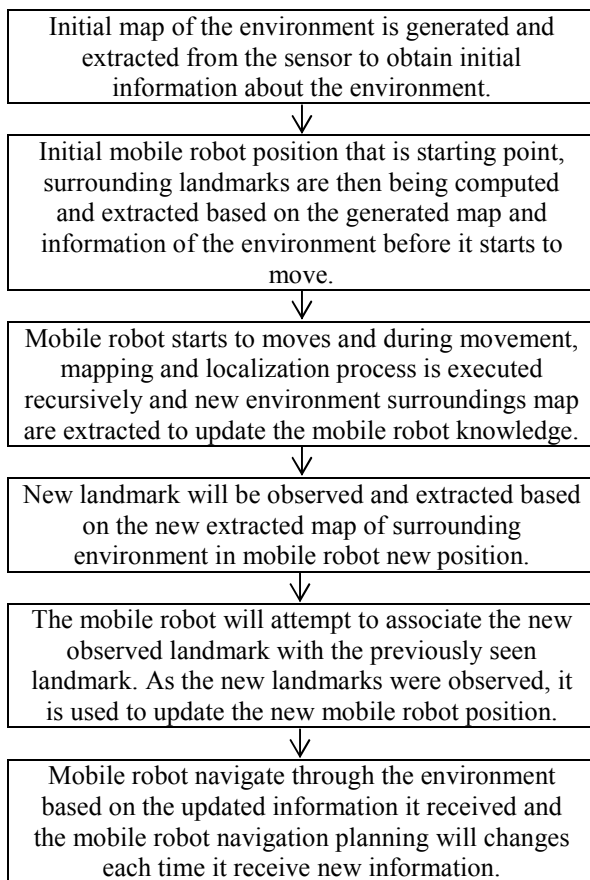 Initial map of the environment is generated and
extracted from the sensor to obtain initial
information about the environment.
Initial mobile robot position that is starting point,
surrounding landmarks are then being computed
and extracted based on the generated map and
information of the environment before it starts to
move.
Mobile robot starts to moves and during movement,
mapping and localization process is executed
recursively and new environment surroundings map
are extracted to update the mobile robot knowledge.
New landmark will be observed and extracted based
on the new extracted map of surrounding
environment in mobile robot new position.
The mobile robot will attempt to associate the new
observed landmark with the previously seen
landmark. As the new landmarks were observed, it
is used to update the new mobile robot position.
Mobile robot navigate through the environment
based on the updated information it received and
the mobile robot navigation planning will changes
each time it receive new information.